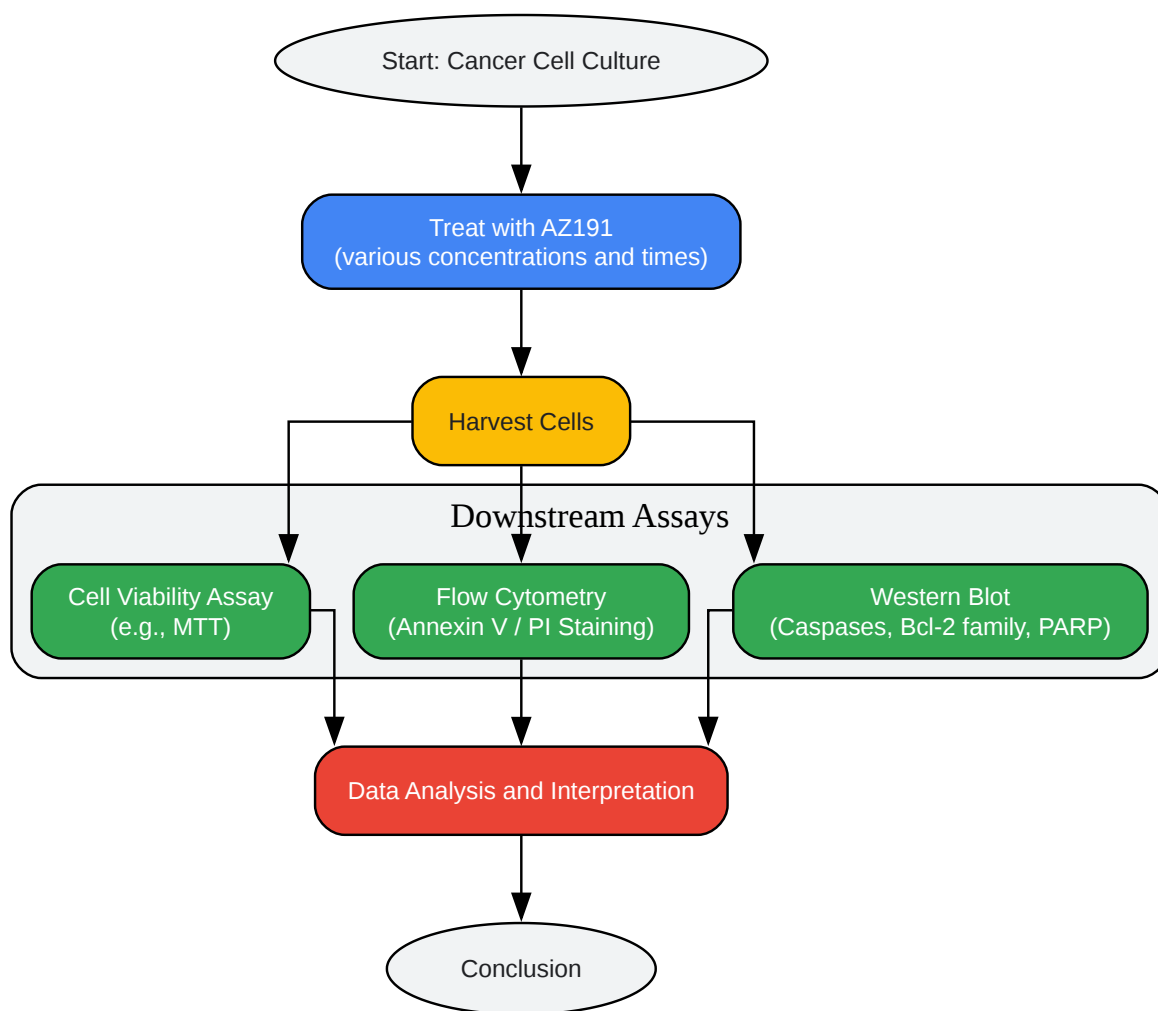 Start: Cancer Cell Culture
Treat with AZ191
(various concentrations and times)
Harvest Cells
Downstream Assays
Cell Viability Assay
(e.g., MTT)
Flow Cytometry
(Annexin V / PI Staining)
Western Blot
(Caspases, Bcl-2 family, PARP)
Data Analysis and Interpretation
Conclusion